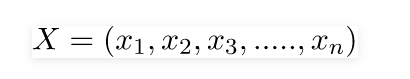 X = (x₁, x₂, x₃, ....., xₙ)